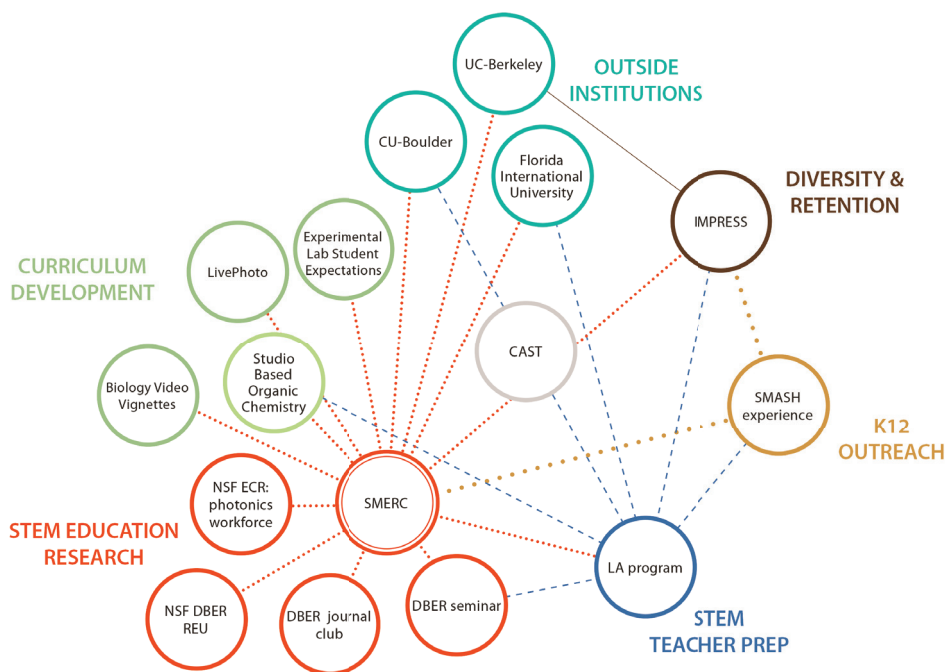 UC-Berkeley
OUTSIDE
INSTITUTIONS
CU-Boulder
Florida
International
University
DIVERSITY &
RETENTION
IMPRESS
Experimental
Lab Student
Expectations
LivePhoto
CURRICULUM
DEVELOPMENT
CAST
Studio
Based
Organic
Chemistry
Biology Video
Vignettes
SMASH
experience
K12
OUTREACH
NSF ECR:
photonics
workforce
SMERC
STEM EDUCATION
RESEARCH
LA program
NSF DBER
REU
DBER journal
club
DBER seminar
STEM
TEACHER PREP